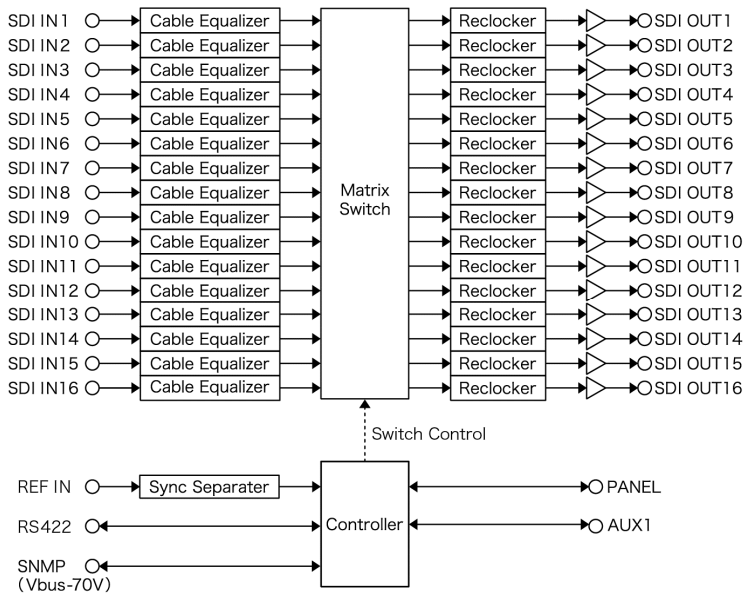 SDI IN1 Cable Equalizer Reclocker SDI OUT1
SDI IN2 Cable Equalizer Reclocker SDI OUT2
SDI IN3 Cable Equalizer Reclocker SDI OUT3
SDI IN4 Cable Equalizer Reclocker SDI OUT4
SDI IN5 Cable Equalizer Reclocker SDI OUT5
SDI IN6 Cable Equalizer Reclocker SDI OUT6
SDI IN7 Cable Equalizer Reclocker SDI OUT7
SDI IN8 Cable Equalizer Matrix Reclocker SDI OUT8
SDI IN9 Cable Equalizer Switch Reclocker SDI OUT9
SDI IN10 Cable Equalizer Reclocker SDI OUT10
SDI IN11 Cable Equalizer Reclocker SDI OUT11
SDI IN12 Cable Equalizer Reclocker SDI OUT12
SDI IN13 Cable Equalizer Reclocker SDI OUT13
SDI IN14 Cable Equalizer Reclocker SDI OUT14
SDI IN15 Cable Equalizer Reclocker SDI OUT15
SDI IN16 Cable Equalizer Reclocker SDI OUT16
Switch Control
REF IN Sync Separater PANEL
RS422 Controller AUX1
SNMP
(Vbus-70V)